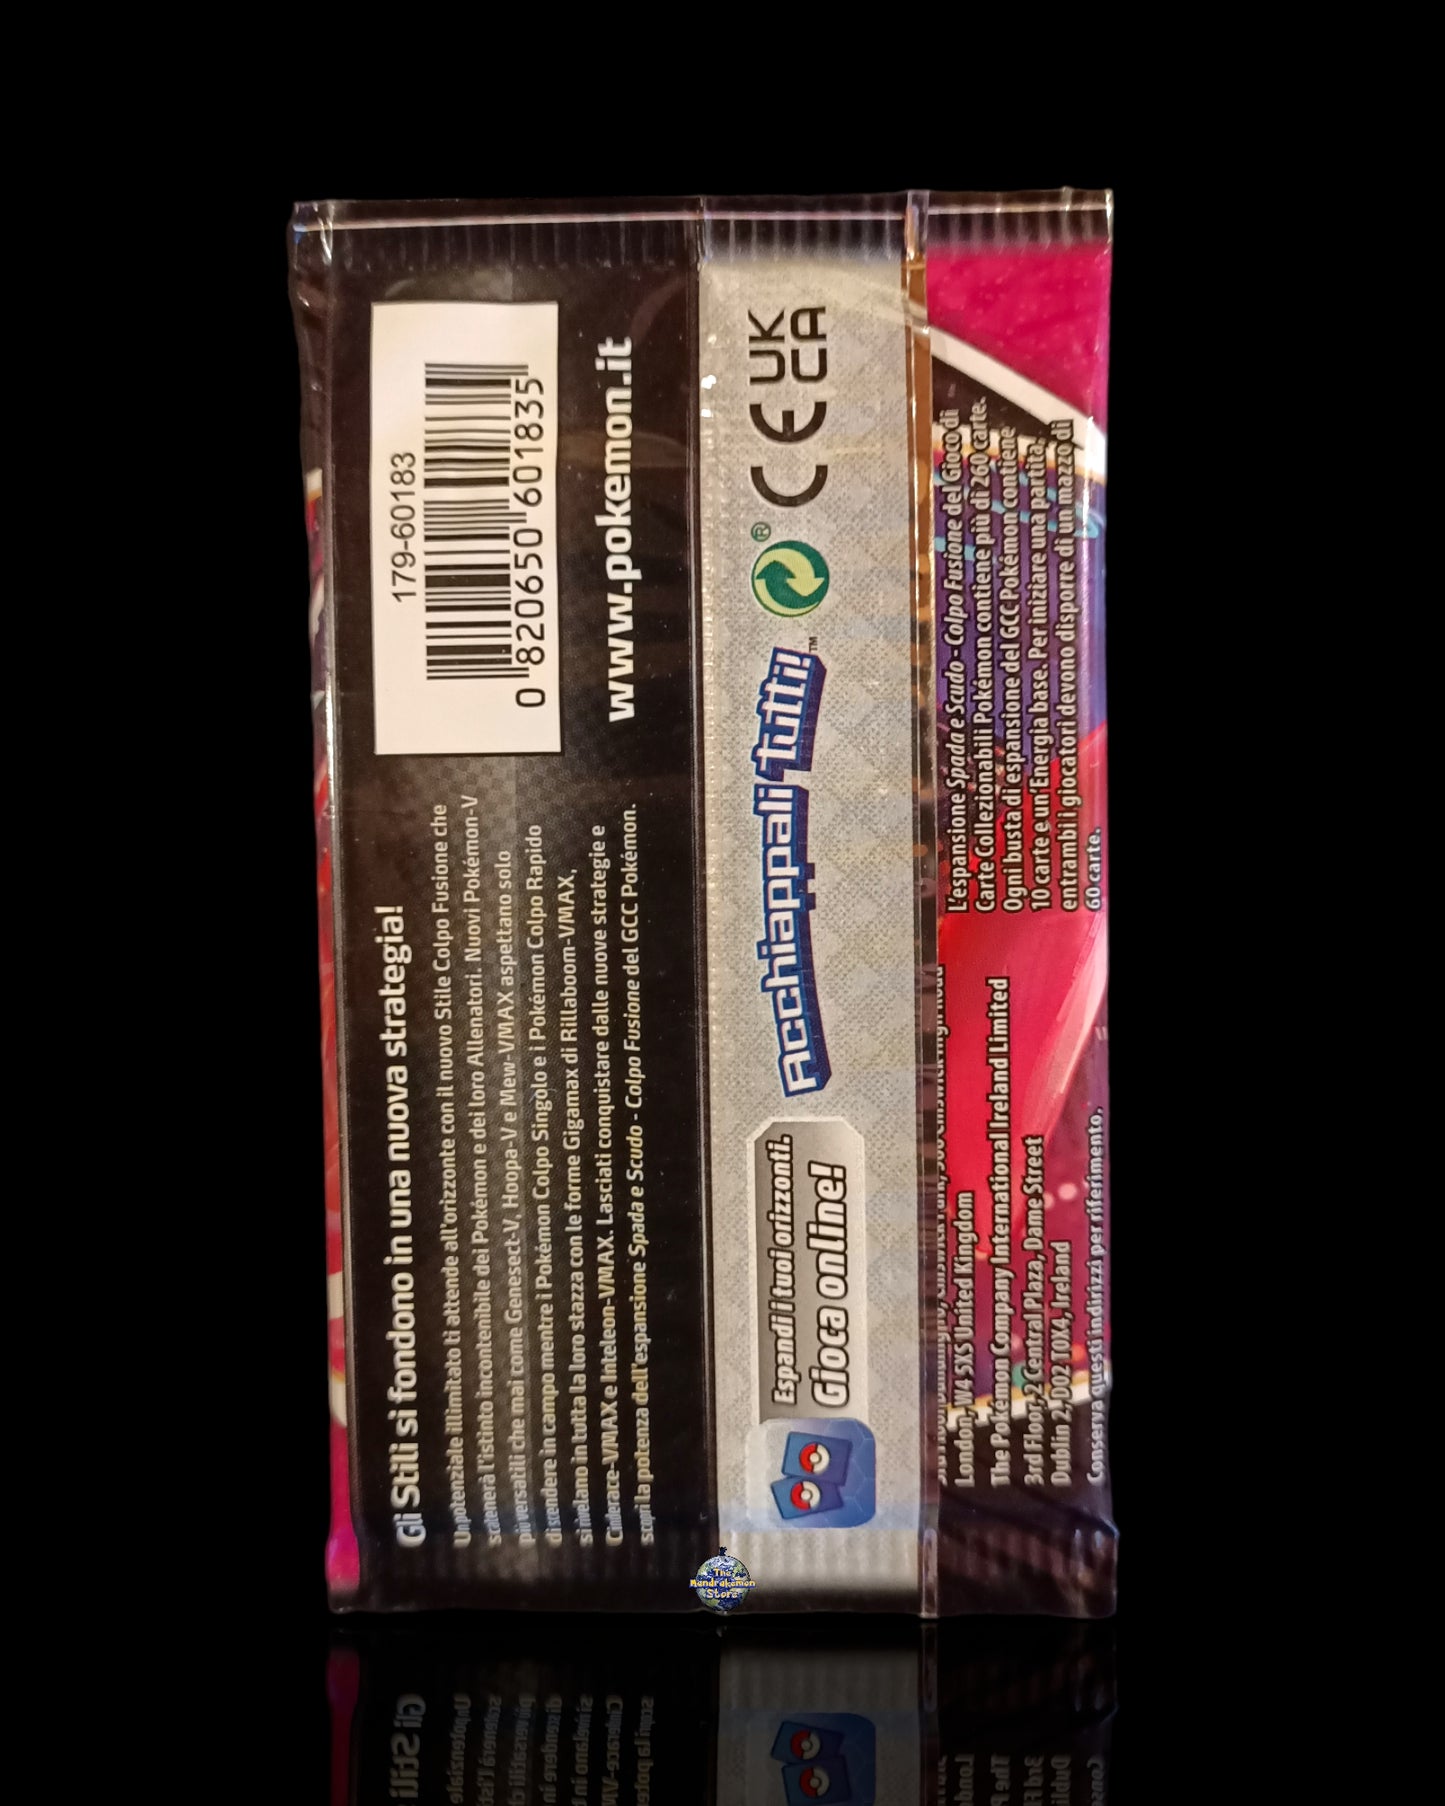 Gli Stili si fondono in una nuova strategia!
Un potenziale illimitato ti attende all'orizzonte con il nuovo Stile Colpo Fusione che
scatenerà l'istinto incontenibile dei Pokémon e dei loro Allenatori. Nuovi Pokémon-V
più versatili che mai come Genesect-V, Hoopa-V e Mew-VMAX aspettano solo
di scendere in campo mentre i Pokémon Colpo Singolo e i Pokémon Colpo Rapido
si rivelano in tutta la loro stazza con le forme Gigamax di Rillaboom-VMAX,
Cinderace-VMAX e Inteleon-VMAX. Lasciati conquistare dalle nuove strategie e
scopri la potenza dell'espansione Spada e Scudo - Colpo Fusione del GCC Pokémon.
179-60183
0 820650 601835
www.pokemon.it
Espandi i tuoi orizzonti.
Gioca online!
Acchiappali tutti!™
®
CE
UK
CA
London, W4 5XS United Kingdom
The Pokémon Company International Ireland Limited
3rd Floor, 2 Central Plaza, Dame Street
Dublin 2, D02 T0X4, Ireland
Conserva questi indirizzi per riferimento.
L'espansione Spada e Scudo - Colpo Fusione del Gioco di
Carte Collezionabili Pokémon contiene più di 260 carte.
Ogni busta di espansione del GCC Pokémon contiene
10 carte e un'Energia base. Per iniziare una partita,
entrambi i giocatori devono disporre di un mazzo di
60 carte.
The
Mandrakemon
Store